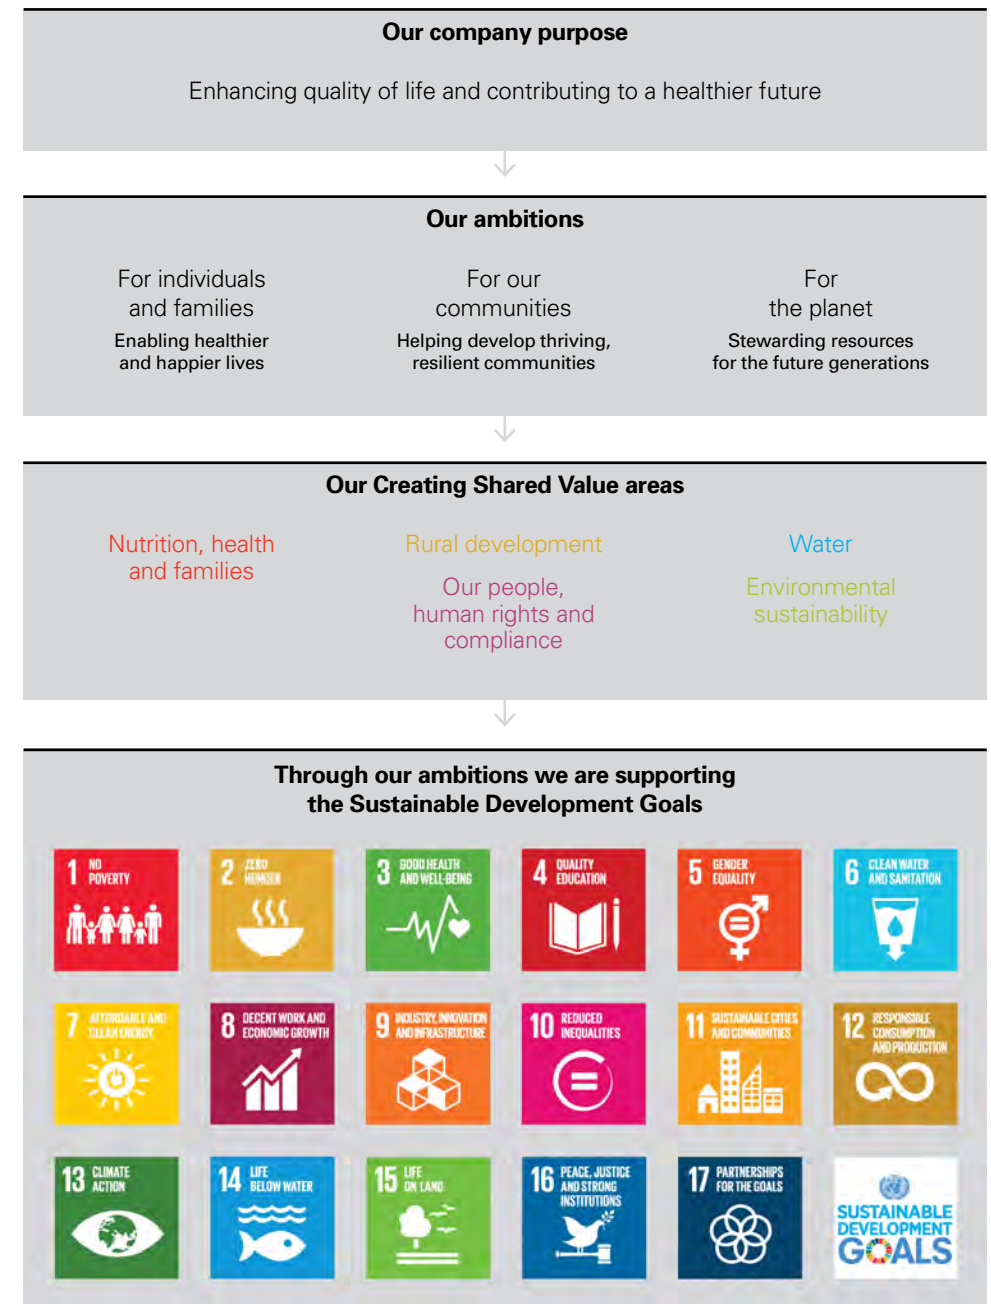 Our company purpose
Enhancing quality of life and contributing to a healthier future
Our ambitions
For individuals
and families
Enabling healthier
and happier lives
For our
communities
Helping develop thriving,
resilient communities
For
the planet
Stewarding resources
for the future generations
Our Creating Shared Value areas
Nutrition, health
and families
Rural development
Our people,
human rights and
compliance
Water
Environmental
sustainability
Through our ambitions we are supporting
the Sustainable Development Goals
1 NO
POVERTY
2 ZERO
HUNGER
3 GOOD HEALTH
AND WELL-BEING
4 QUALITY
EDUCATION
5 GENDER
EQUALITY
6 CLEAN WATER
AND SANITATION
7 AFFORDABLE AND
CLEAN ENERGY
8 DECENT WORK AND
ECONOMIC GROWTH
9 INDUSTRY, INNOVATION
AND INFRASTRUCTURE
10 REDUCED
INEQUALITIES
11 SUSTAINABLE CITIES
AND COMMUNITIES
12 RESPONSIBLE
CONSUMPTION
AND PRODUCTION
13 CLIMATE
ACTION
14 LIFE
BELOW WATER
15 LIFE
ON LAND
16 PEACE, JUSTICE
AND STRONG
INSTITUTIONS
17 PARTNERSHIPS
FOR THE GOALS
SUSTAINABLE
DEVELOPMENT
GOALS